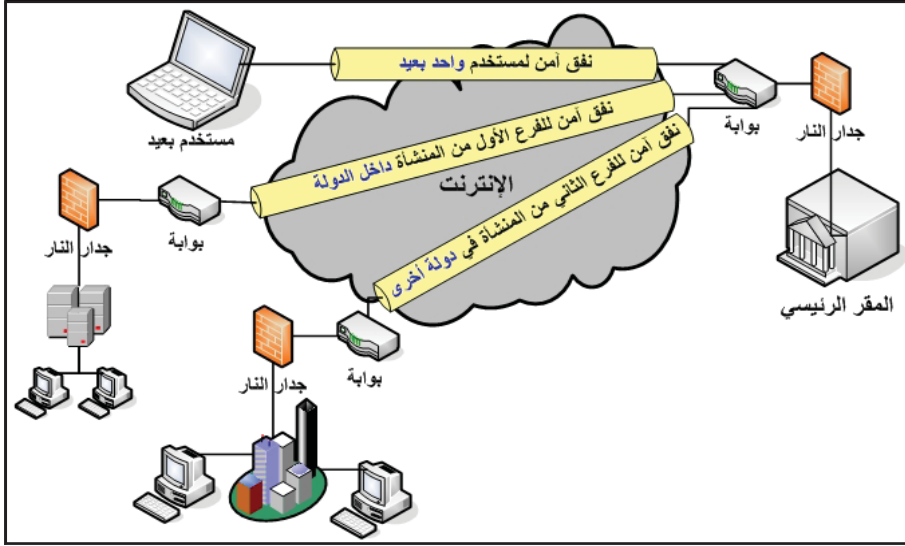 نفق آمن لمستخدم واحد بعيد
نفق آمن للفرع الأول من المنشأة داخل الدولة
نفق آمن للفرع الثاني من المنشأة في دولة أخرى
الإنترنت
مستخدم بعيد
بوابة
جدار النار
المقر الرئيسي
بوابة
جدار النار
بوابة
جدار النار